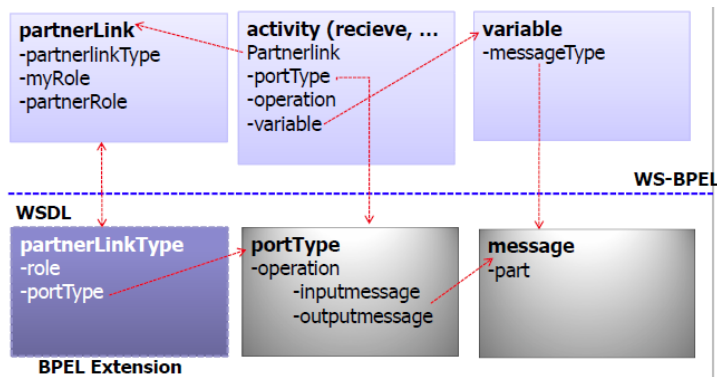 partnerLink
-partnerlinkType
-myRole
-partnerRole
activity (recieve, ...
Partnerlink
-portType
-operation
-variable
variable
-messageType
WS-BPEL
WSDL
partnerLinkType
-role
-portType
BPEL Extension
portType
-operation
-inputmessage
-outputmessage
message
-part